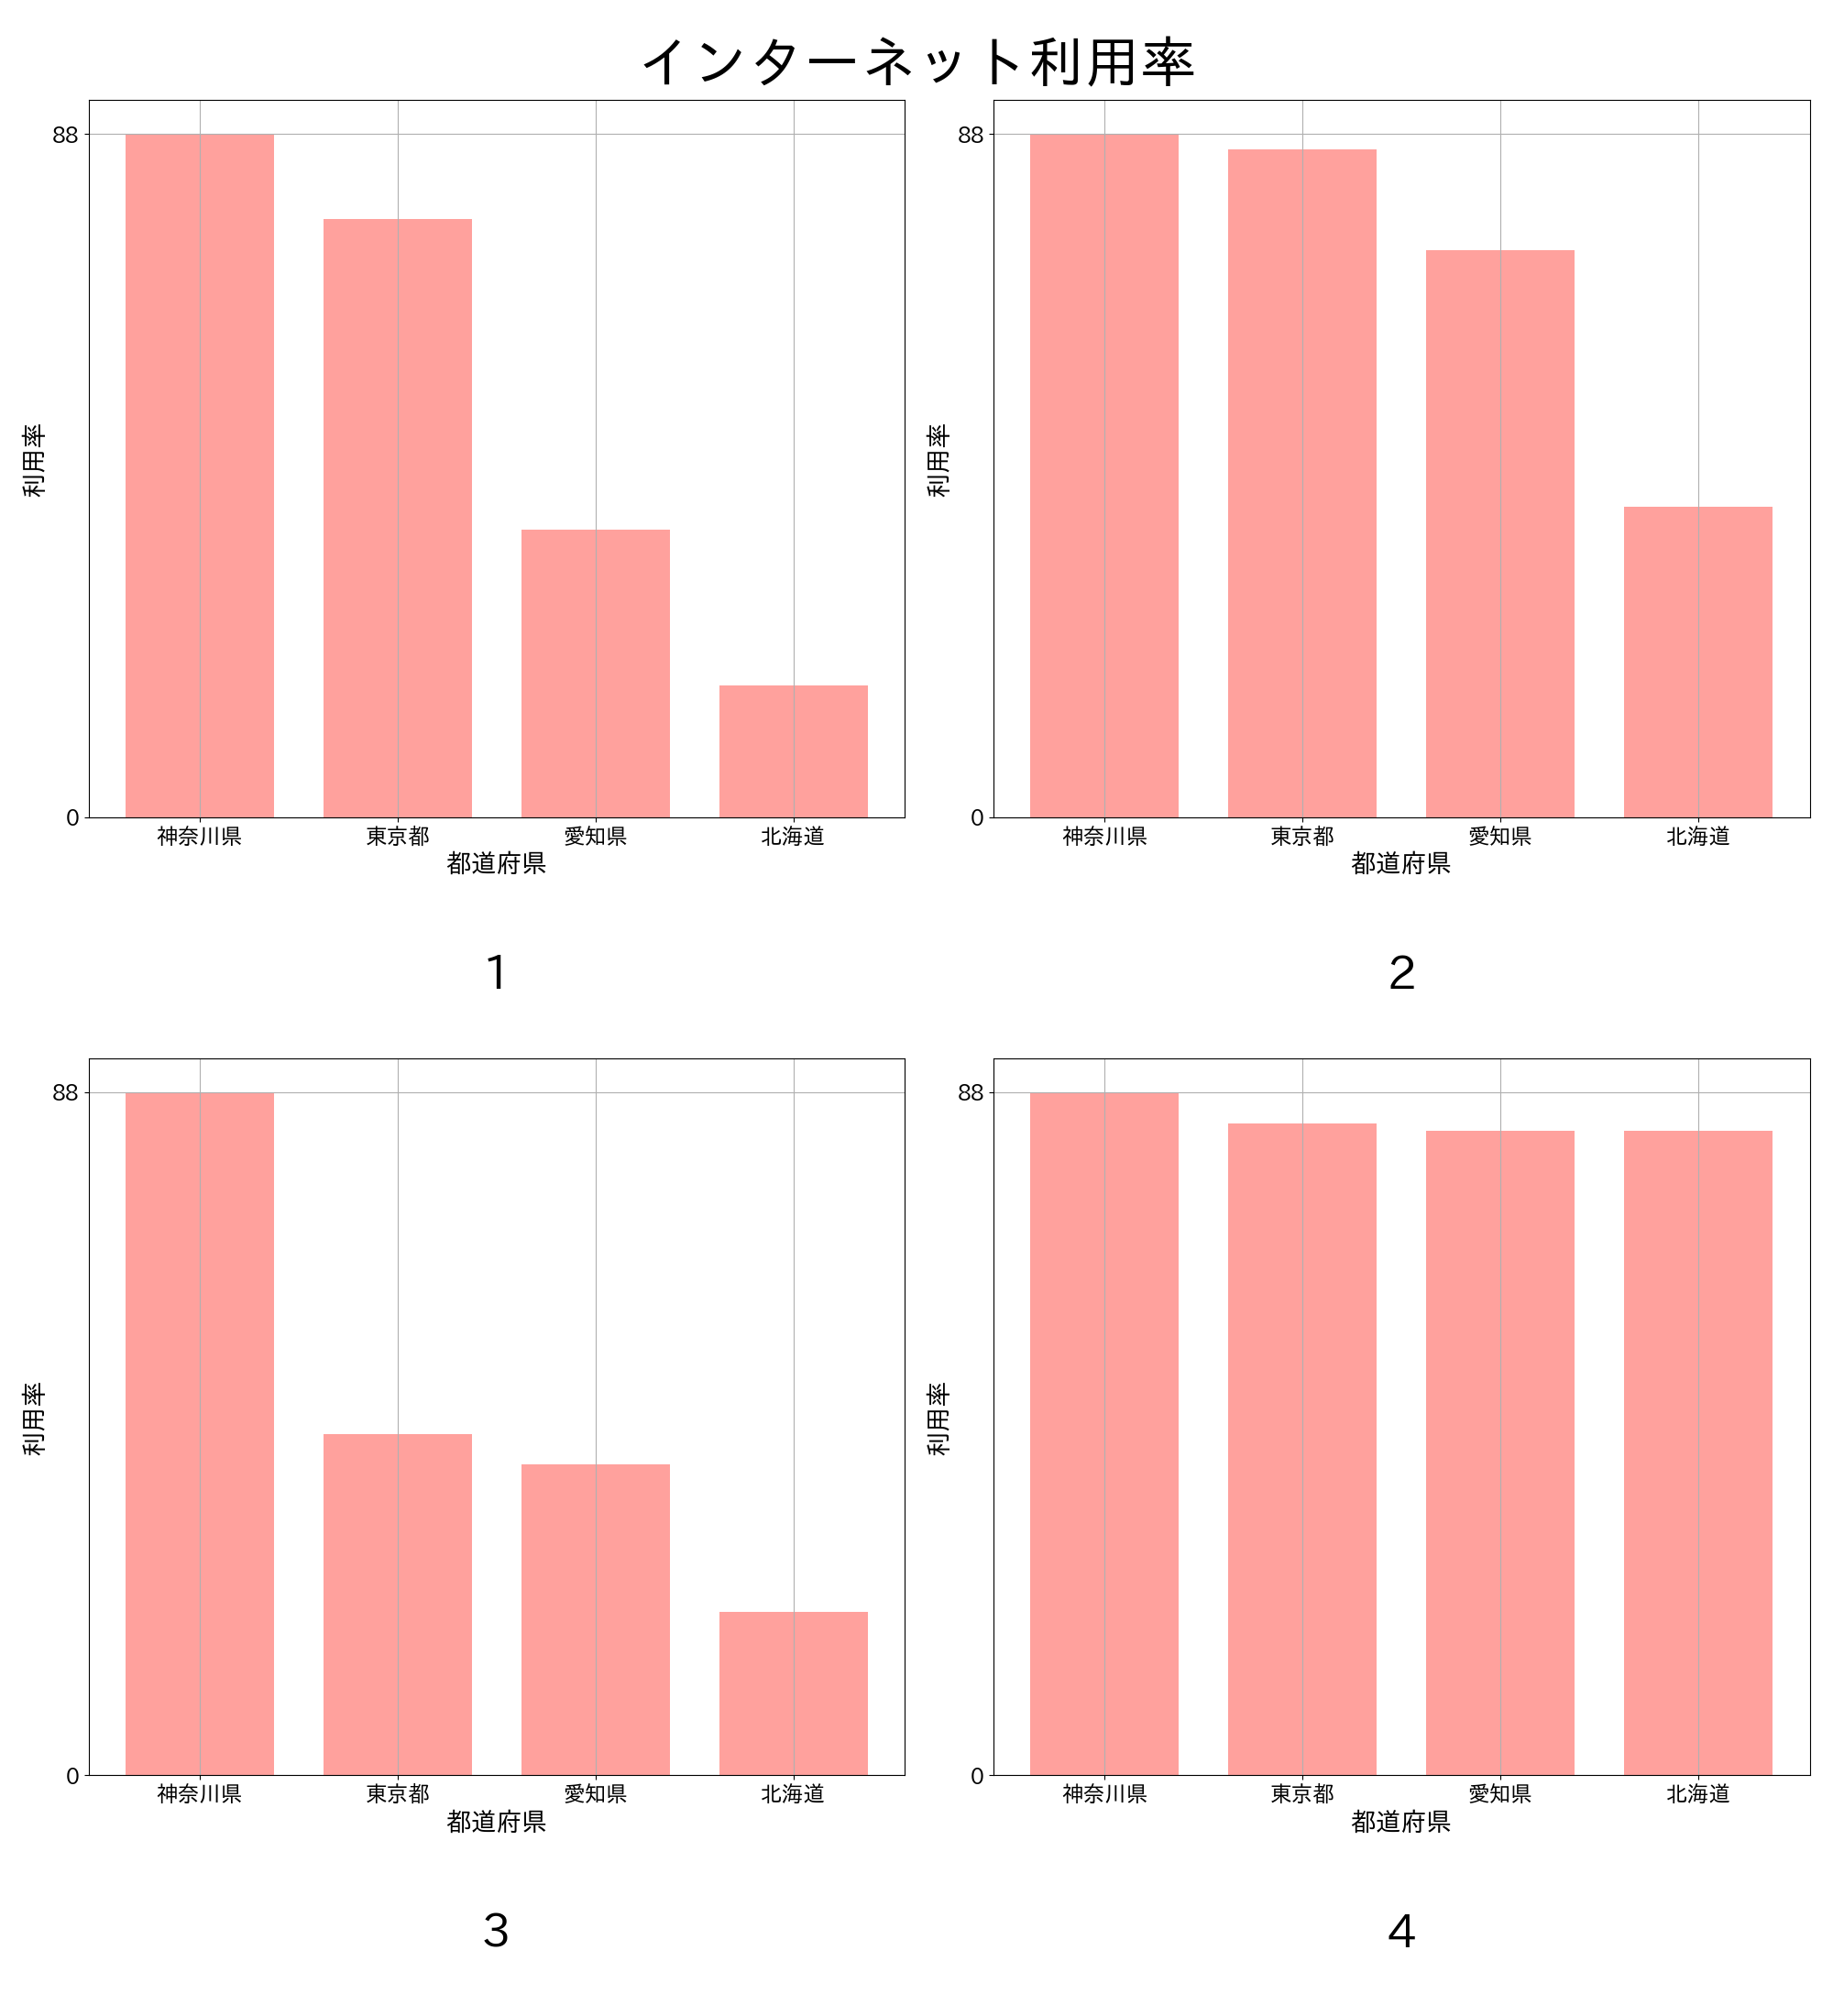 インターネット利用率
88
0
利用率
神奈川県 東京都 愛知県 北海道
都道府県
1
88
0
利用率
神奈川県 東京都 愛知県 北海道
都道府県
2
88
0
利用率
神奈川県 東京都 愛知県 北海道
都道府県
3
88
0
利用率
神奈川県 東京都 愛知県 北海道
都道府県
4